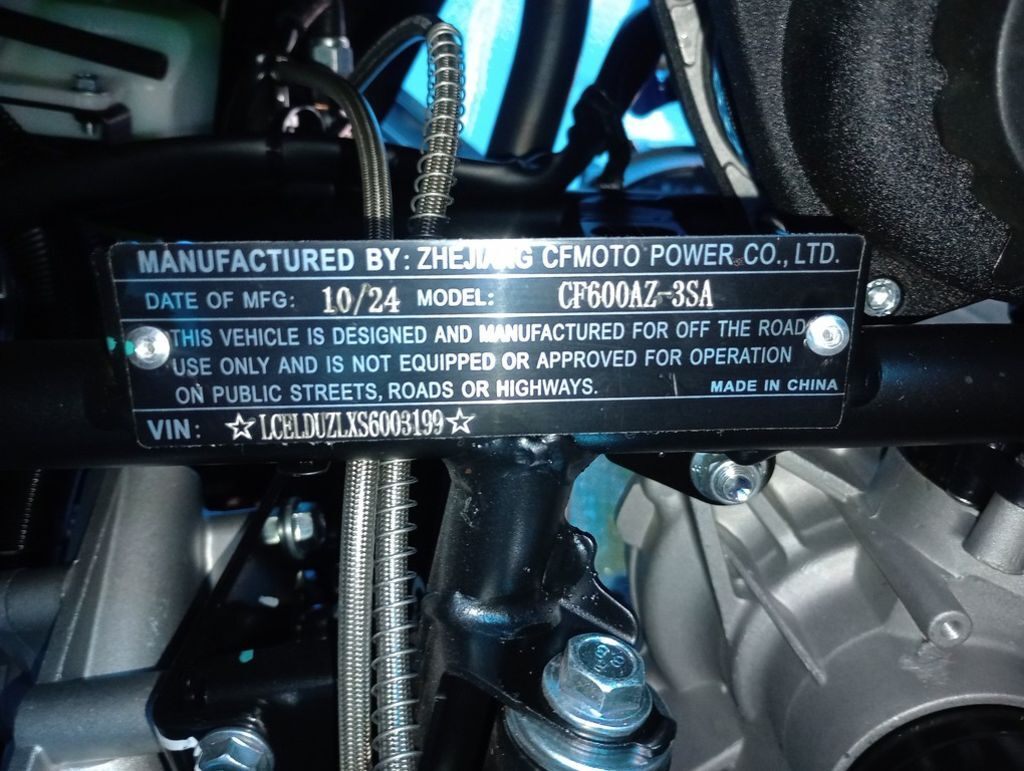 MANUFACTURED BY: ZHEJIANG CFMOTO POWER CO., LTD.
DATE OF MFG: 10/24 MODEL: CF600AZ-3SA
THIS VEHICLE IS DESIGNED AND MANUFACTURED FOR OFF THE ROAD
USE ONLY AND IS NOT EQUIPPED OR APPROVED FOR OPERATION
ON PUBLIC STREETS, ROADS OR HIGHWAYS. MADE IN CHINA
VIN: ☆LCELDUZLXS6003199☆
8.8